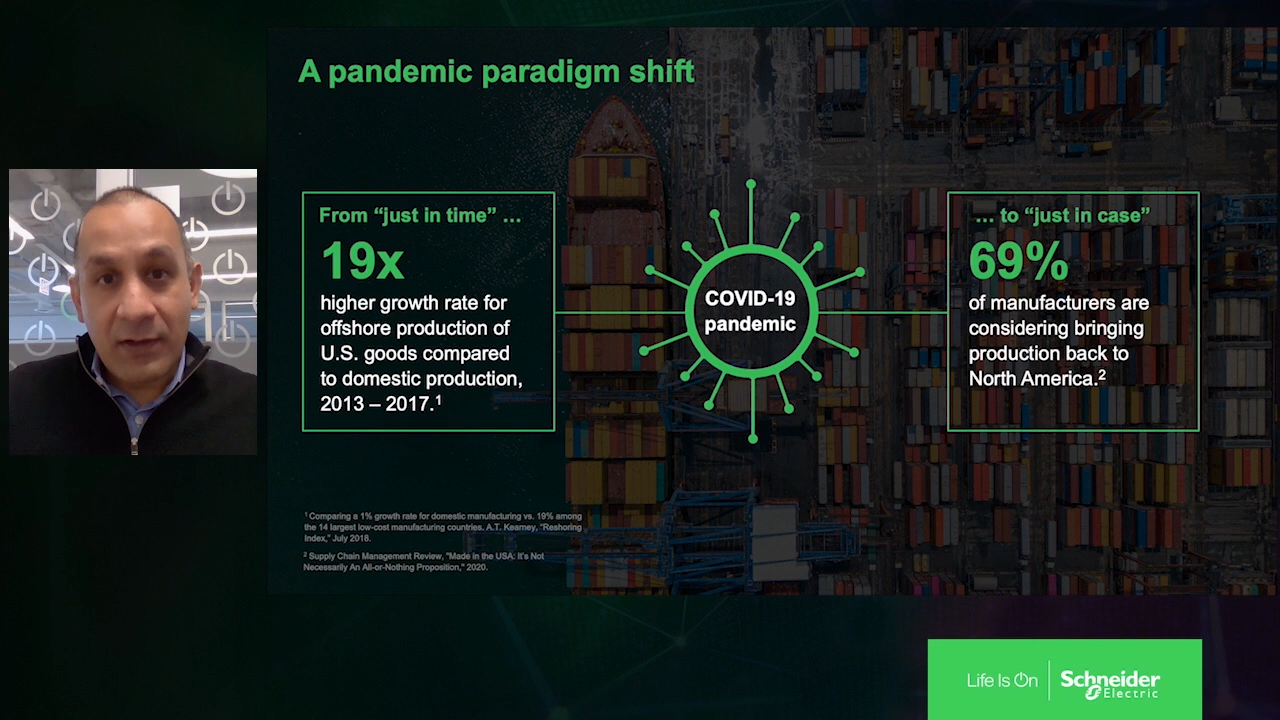 A pandemic paradigm shift
From “just in time” …
19x
higher growth rate for
offshore production of
U.S. goods compared
to domestic production,
2013 – 2017.¹
COVID-19
pandemic
… to “just in case”
69%
of manufacturers are
considering bringing
production back to
North America.²
¹ Comparing a 1% growth rate for domestic manufacturing vs. 19% among
the 14 largest low-cost manufacturing countries. A.T. Kearney, “Reshoring
Index,” July 2018.
² Supply Chain Management Review, "Made in the USA: It's Not
Necessarily An All-or-Nothing Proposition," 2020.
Life Is On
Schneider
Electric